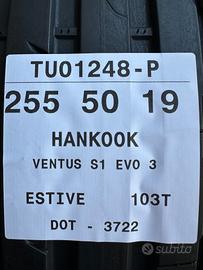 TU01248-P
255 50 19
HANKOOK
VENTUS S1 EVO 3
ESTIVE 103T
DOT - 3722
subito